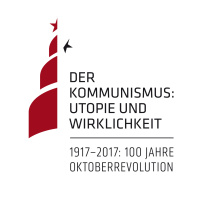 DER
KOMMUNISMUS:
UTOPIE UND
WIRKLICHKEIT
1917–2017: 100 JAHRE
OKTOBERREVOLUTION